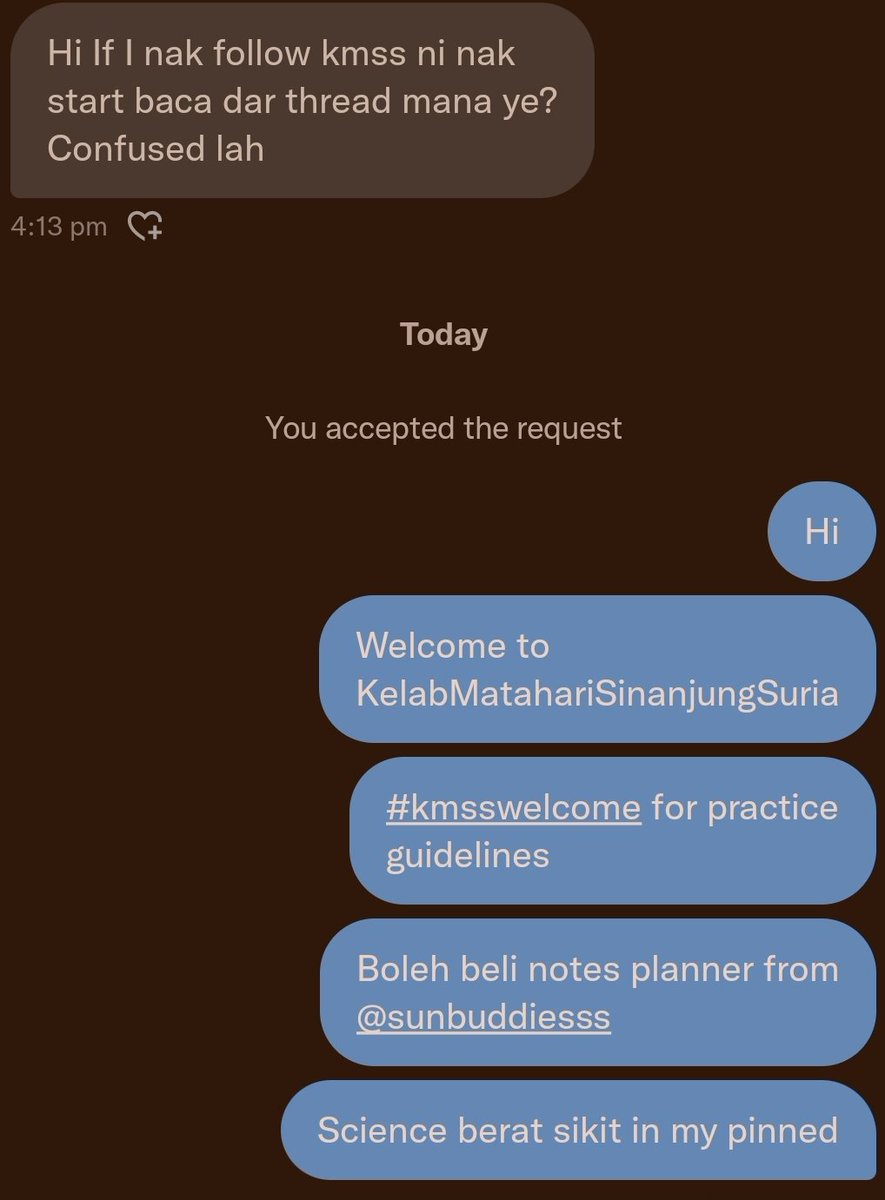 Hi If I nak follow kmss ni nak
start baca dar thread mana ye?
Confused lah
4:13 pm
Today
You accepted the request
Hi
Welcome to
KelabMatahariSinanjungSuria
#kmsswelcome for practice
guidelines
Boleh beli notes planner from
@sunbuddiesss
Science berat sikit in my pinned